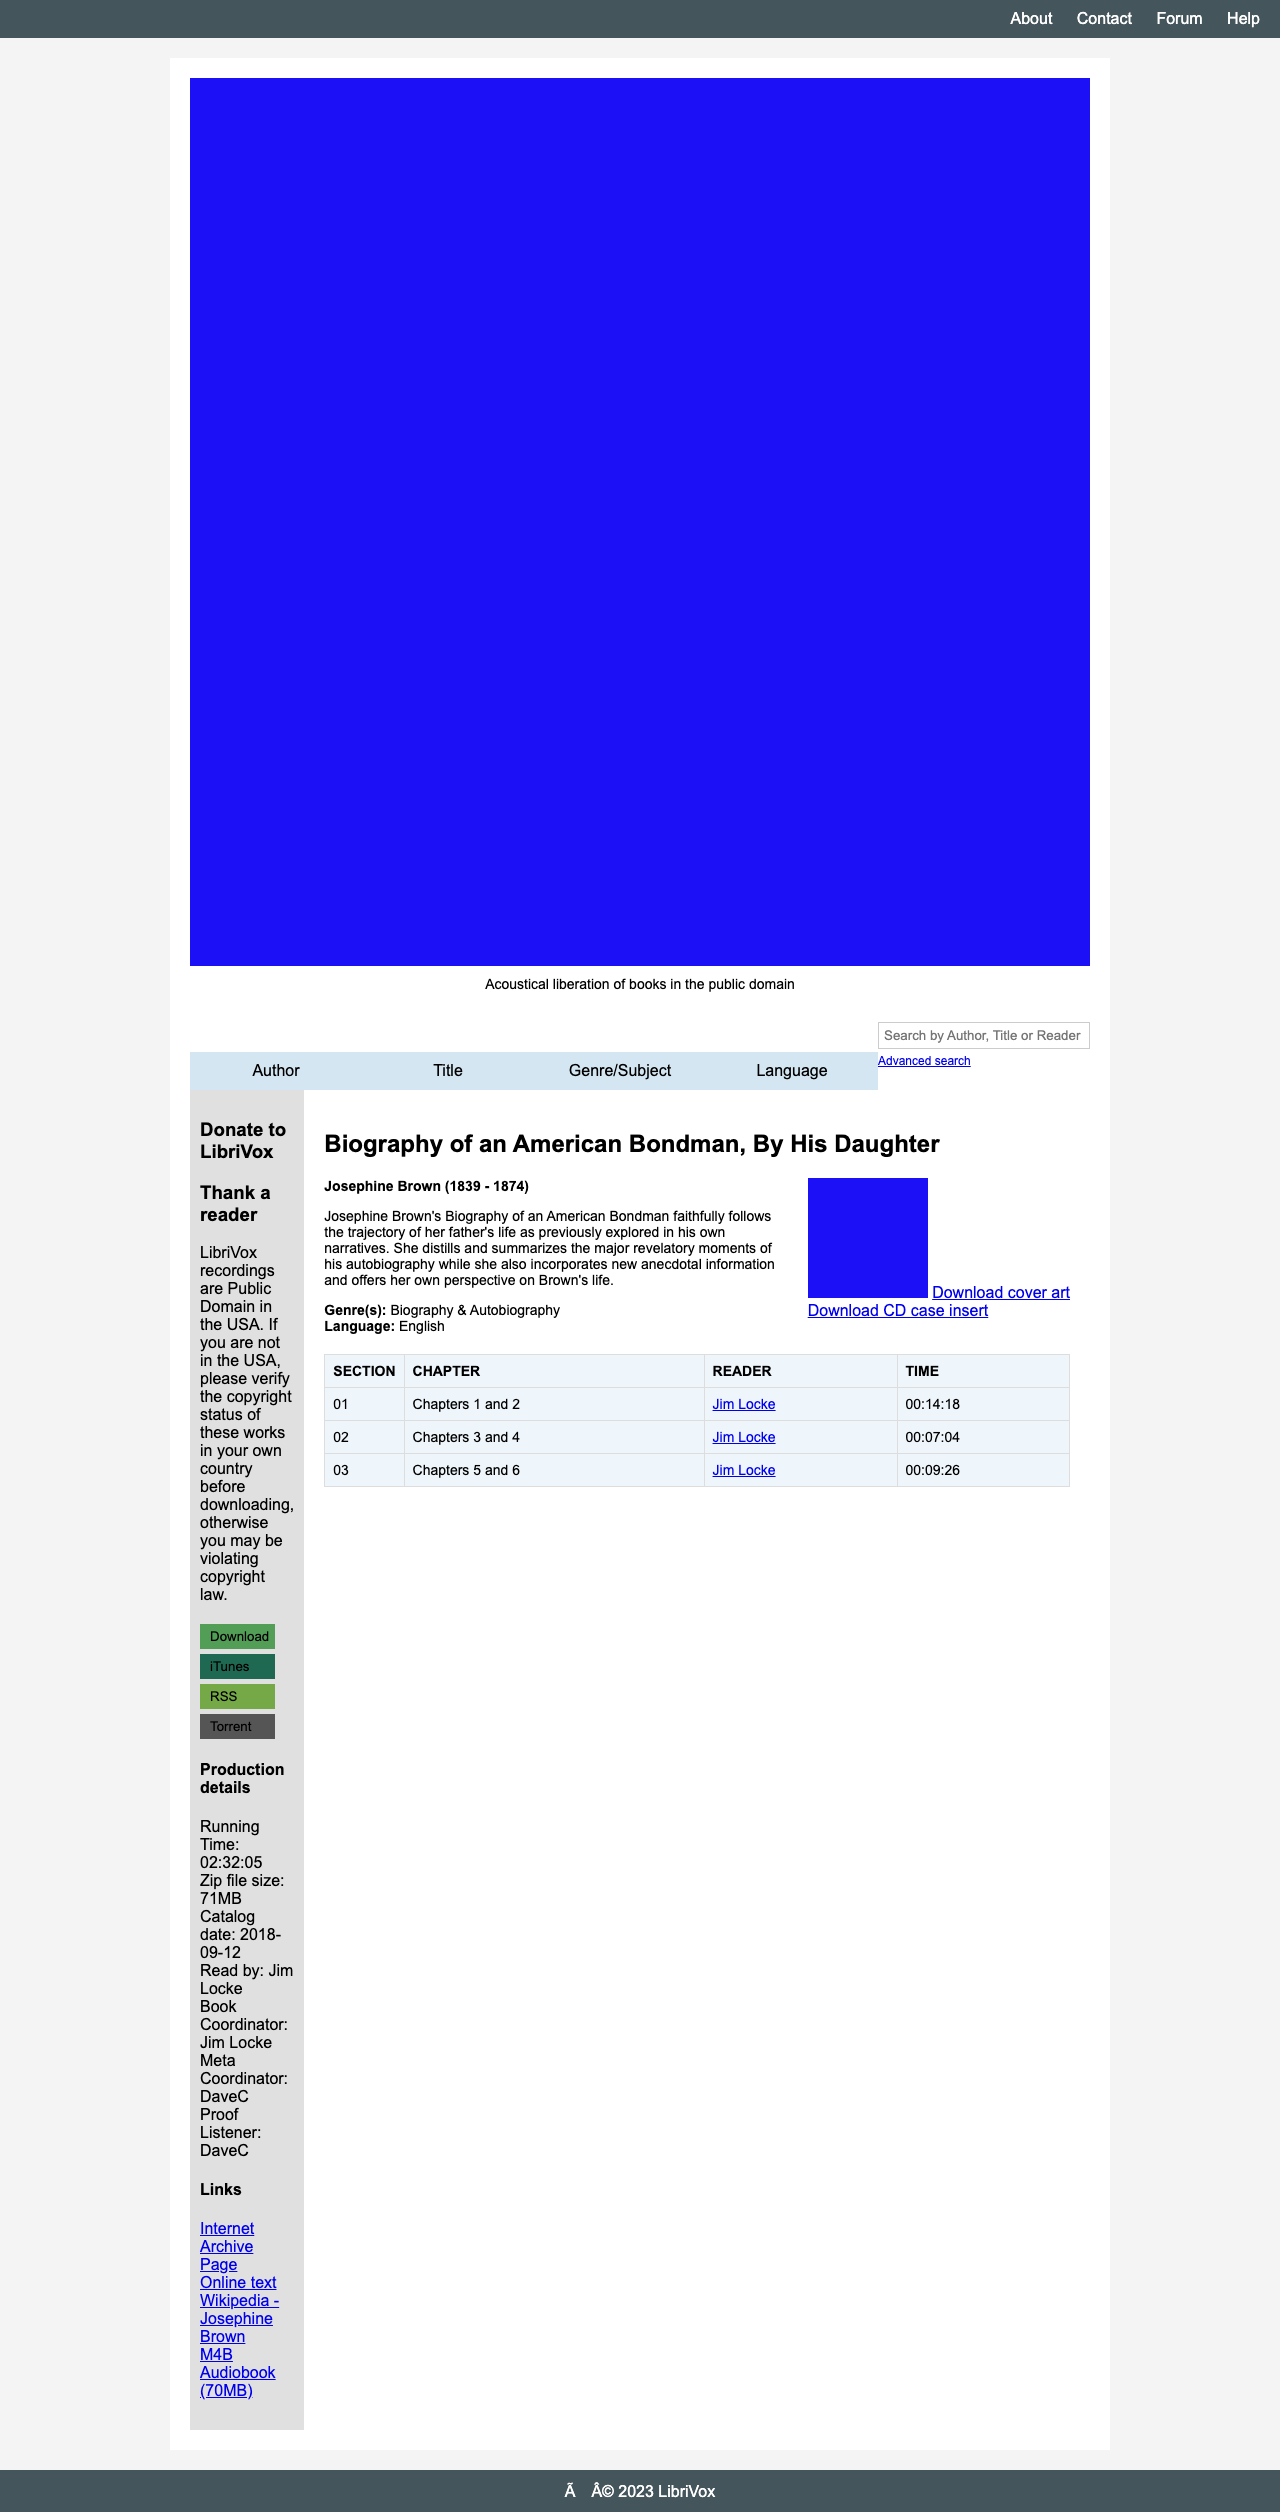 About Contact Forum Help
Acoustical liberation of books in the public domain
Search by Author, Title or Reader
Advanced search
Author Title Genre/Subject Language
Donate to
LibriVox
Thank a
reader
LibriVox
recordings
are Public
Domain in
the USA. If
you are not
in the USA,
please verify
the copyright
status of
these works
in your own
country
before
downloading,
otherwise
you may be
violating
copyright
law.
Download
iTunes
RSS
Torrent
Production
details
Running
Time:
02:32:05
Zip file size:
71MB
Catalog
date: 2018-
09-12
Read by: Jim
Locke
Book
Coordinator:
Jim Locke
Meta
Coordinator:
DaveC
Proof
Listener:
DaveC
Links
Internet
Archive
Page
Online text
Wikipedia -
Josephine
Brown
M4B
Audiobook
(70MB)
Biography of an American Bondman, By His Daughter
Josephine Brown (1839 - 1874)
Josephine Brown's Biography of an American Bondman faithfully follows
the trajectory of her father's life as previously explored in his own
narratives. She distills and summarizes the major revelatory moments of
his autobiography while she also incorporates new anecdotal information
and offers her own perspective on Brown's life.
Genre(s): Biography & Autobiography
Language: English
Download cover art
Download CD case insert
SECTION CHAPTER READER TIME
01 Chapters 1 and 2 Jim Locke 00:14:18
02 Chapters 3 and 4 Jim Locke 00:07:04
03 Chapters 5 and 6 Jim Locke 00:09:26
Ã Â© 2023 LibriVox